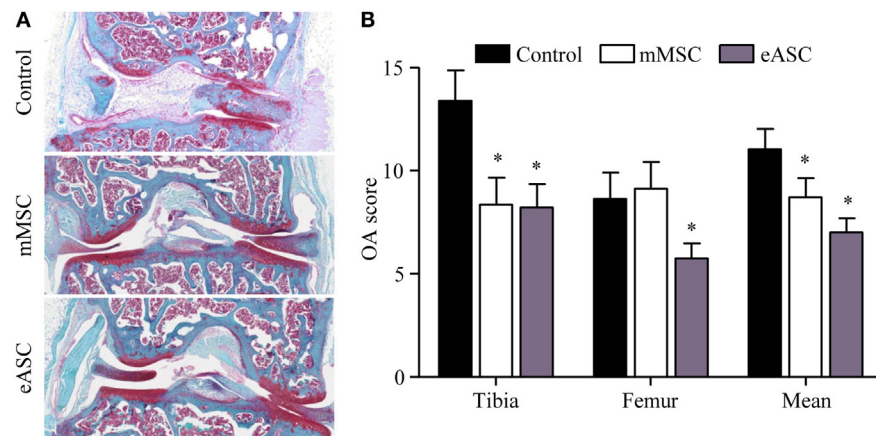 A
Control
mMSC
eASC
B
Control mMSC eASC
OA score
15
10
5
0
* *
*
*
*
Tibia Femur Mean